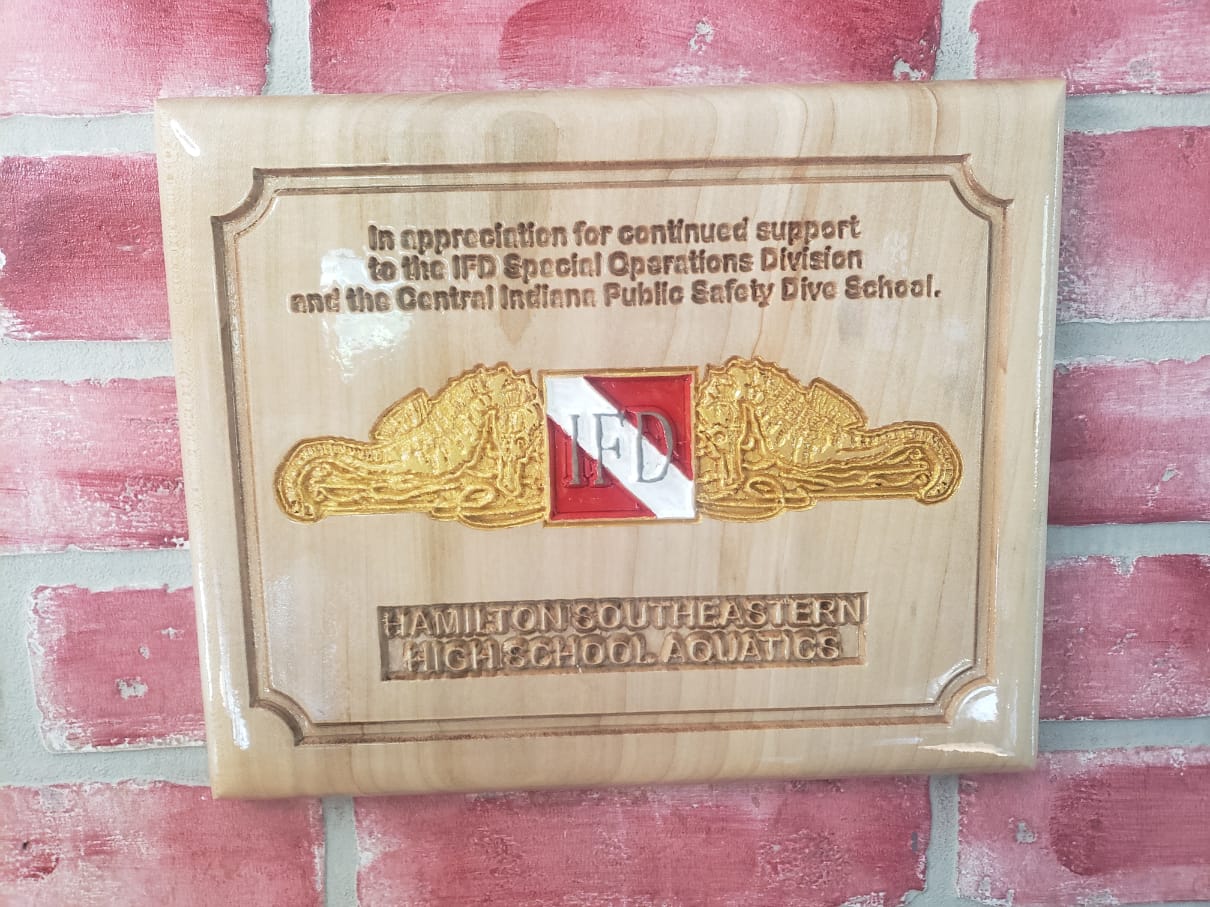 In appreciation for continued support
to the IFD Special Operations Division
and the Central Indiana Public Safety Dive School.
IFD
HAMILTON SOUTHEASTERN
HIGH SCHOOL AQUATICS